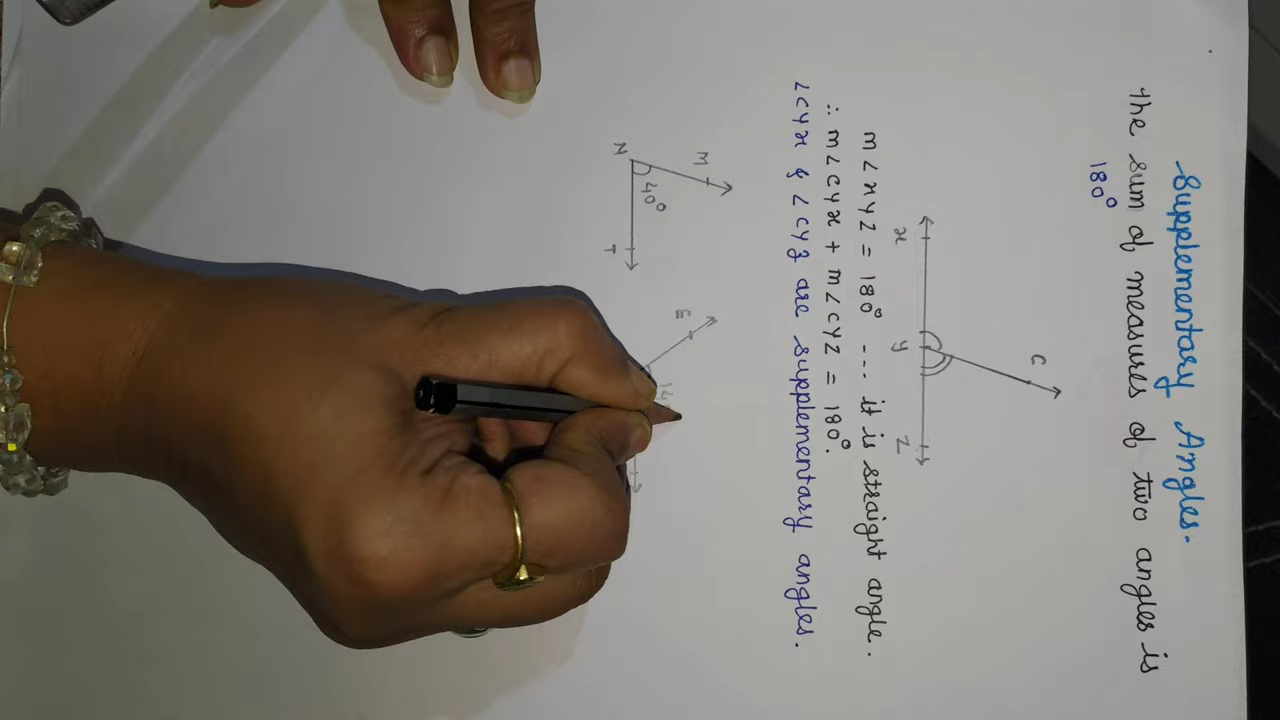 Supplementary Angles.
The sum of measures of two angles is
180°
C
x y z
m∠xyz = 180° --- it is straight angle.
∴ m∠cyx + m∠cyz = 180°.
∠cyx & ∠cyz are supplementary angles.
M E
40° 14
N T